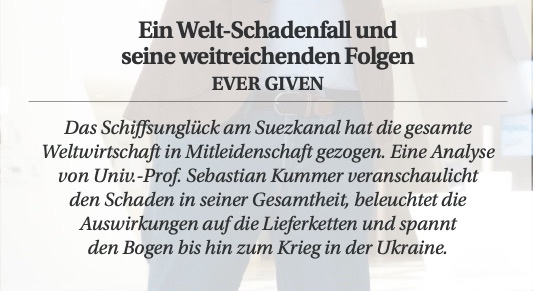 Ein Welt-Schadenfall und
seine weitreichenden Folgen
EVER GIVEN
Das Schiffsunglück am Suezkanal hat die gesamte
Weltwirtschaft in Mitleidenschaft gezogen. Eine Analyse
von Univ.-Prof. Sebastian Kummer veranschaulicht
den Schaden in seiner Gesamtheit, beleuchtet die
Auswirkungen auf die Lieferketten und spannt
den Bogen bis hin zum Krieg in der Ukraine.